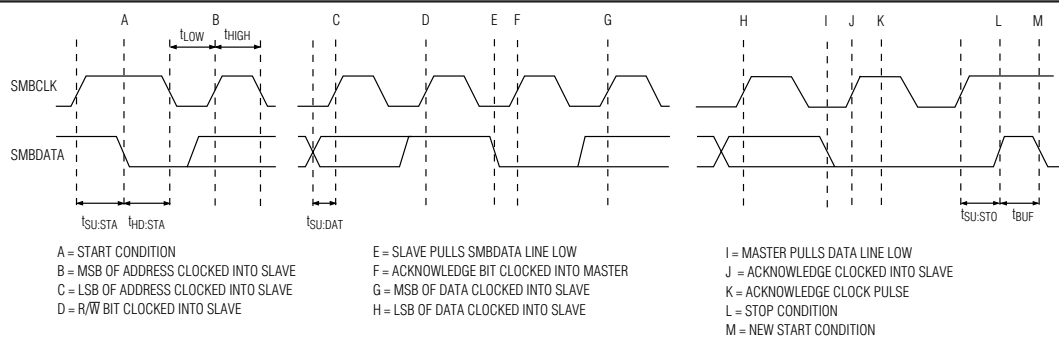 A B C D E F G H I J K L M
tLOW tHIGH
SMBCLK
SMBDATA
tSU:STA tHD:STA tSU:DAT tSU:STO tBUF
A = START CONDITION
B = MSB OF ADDRESS CLOCKED INTO SLAVE
C = LSB OF ADDRESS CLOCKED INTO SLAVE
D = R/W̅ BIT CLOCKED INTO SLAVE
E = SLAVE PULLS SMBDATA LINE LOW
F = ACKNOWLEDGE BIT CLOCKED INTO MASTER
G = MSB OF DATA CLOCKED INTO SLAVE
H = LSB OF DATA CLOCKED INTO SLAVE
I = MASTER PULLS DATA LINE LOW
J = ACKNOWLEDGE CLOCKED INTO SLAVE
K = ACKNOWLEDGE CLOCK PULSE
L = STOP CONDITION
M = NEW START CONDITION